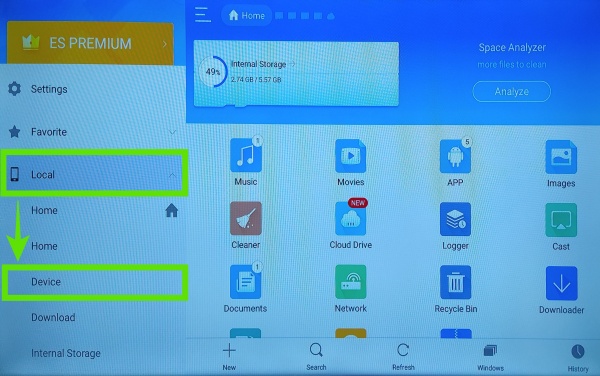 ES PREMIUM
Settings
Favorite
Local
Home
Home
Device
Download
Internal Storage
Home
49%
Internal Storage
2.74 GB / 5.57 GB
Space Analyzer
more files to clean
Analyze
1
Music
Movies
5
APP
Images
Cleaner
NEW
Cloud Drive
Logger
Cast
1
Documents
Network
Recycle Bin
Downloader
New
Search
Refresh
Windows
History